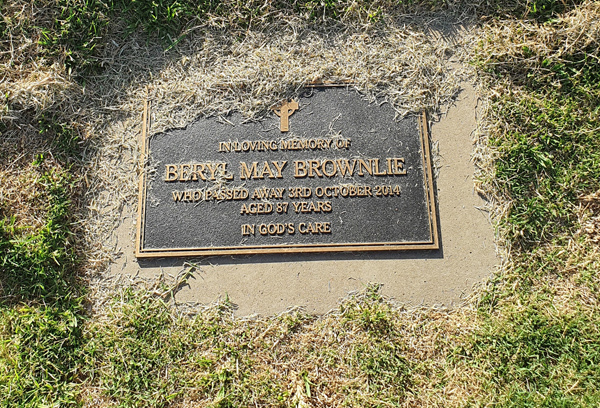 IN LOVING MEMORY OF
BERYL MAY BROWNLIE
WHO PASSED AWAY 3RD OCTOBER 2014
AGED 87 YEARS
IN GOD'S CARE